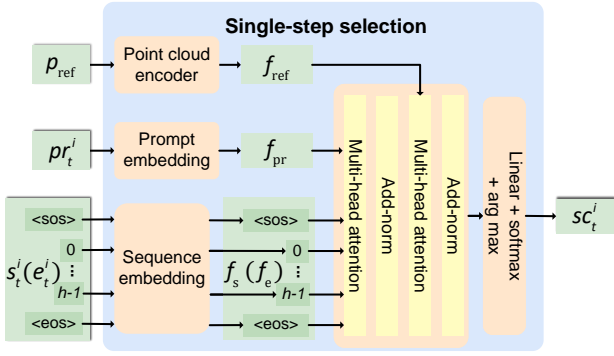 Single-step selection
p_ref
Point cloud
encoder
f_ref
pr_t^i
Prompt
embedding
f_pr
<sos>
0
s_t^i(e_t^i)
⋮
h-1
<eos>
Sequence
embedding
<sos>
0
f_s (f_e)
⋮
h-1
<eos>
Multi-head attention
Add-norm
Multi-head attention
Add-norm
Linear + softmax
+ arg max
sc_t^i